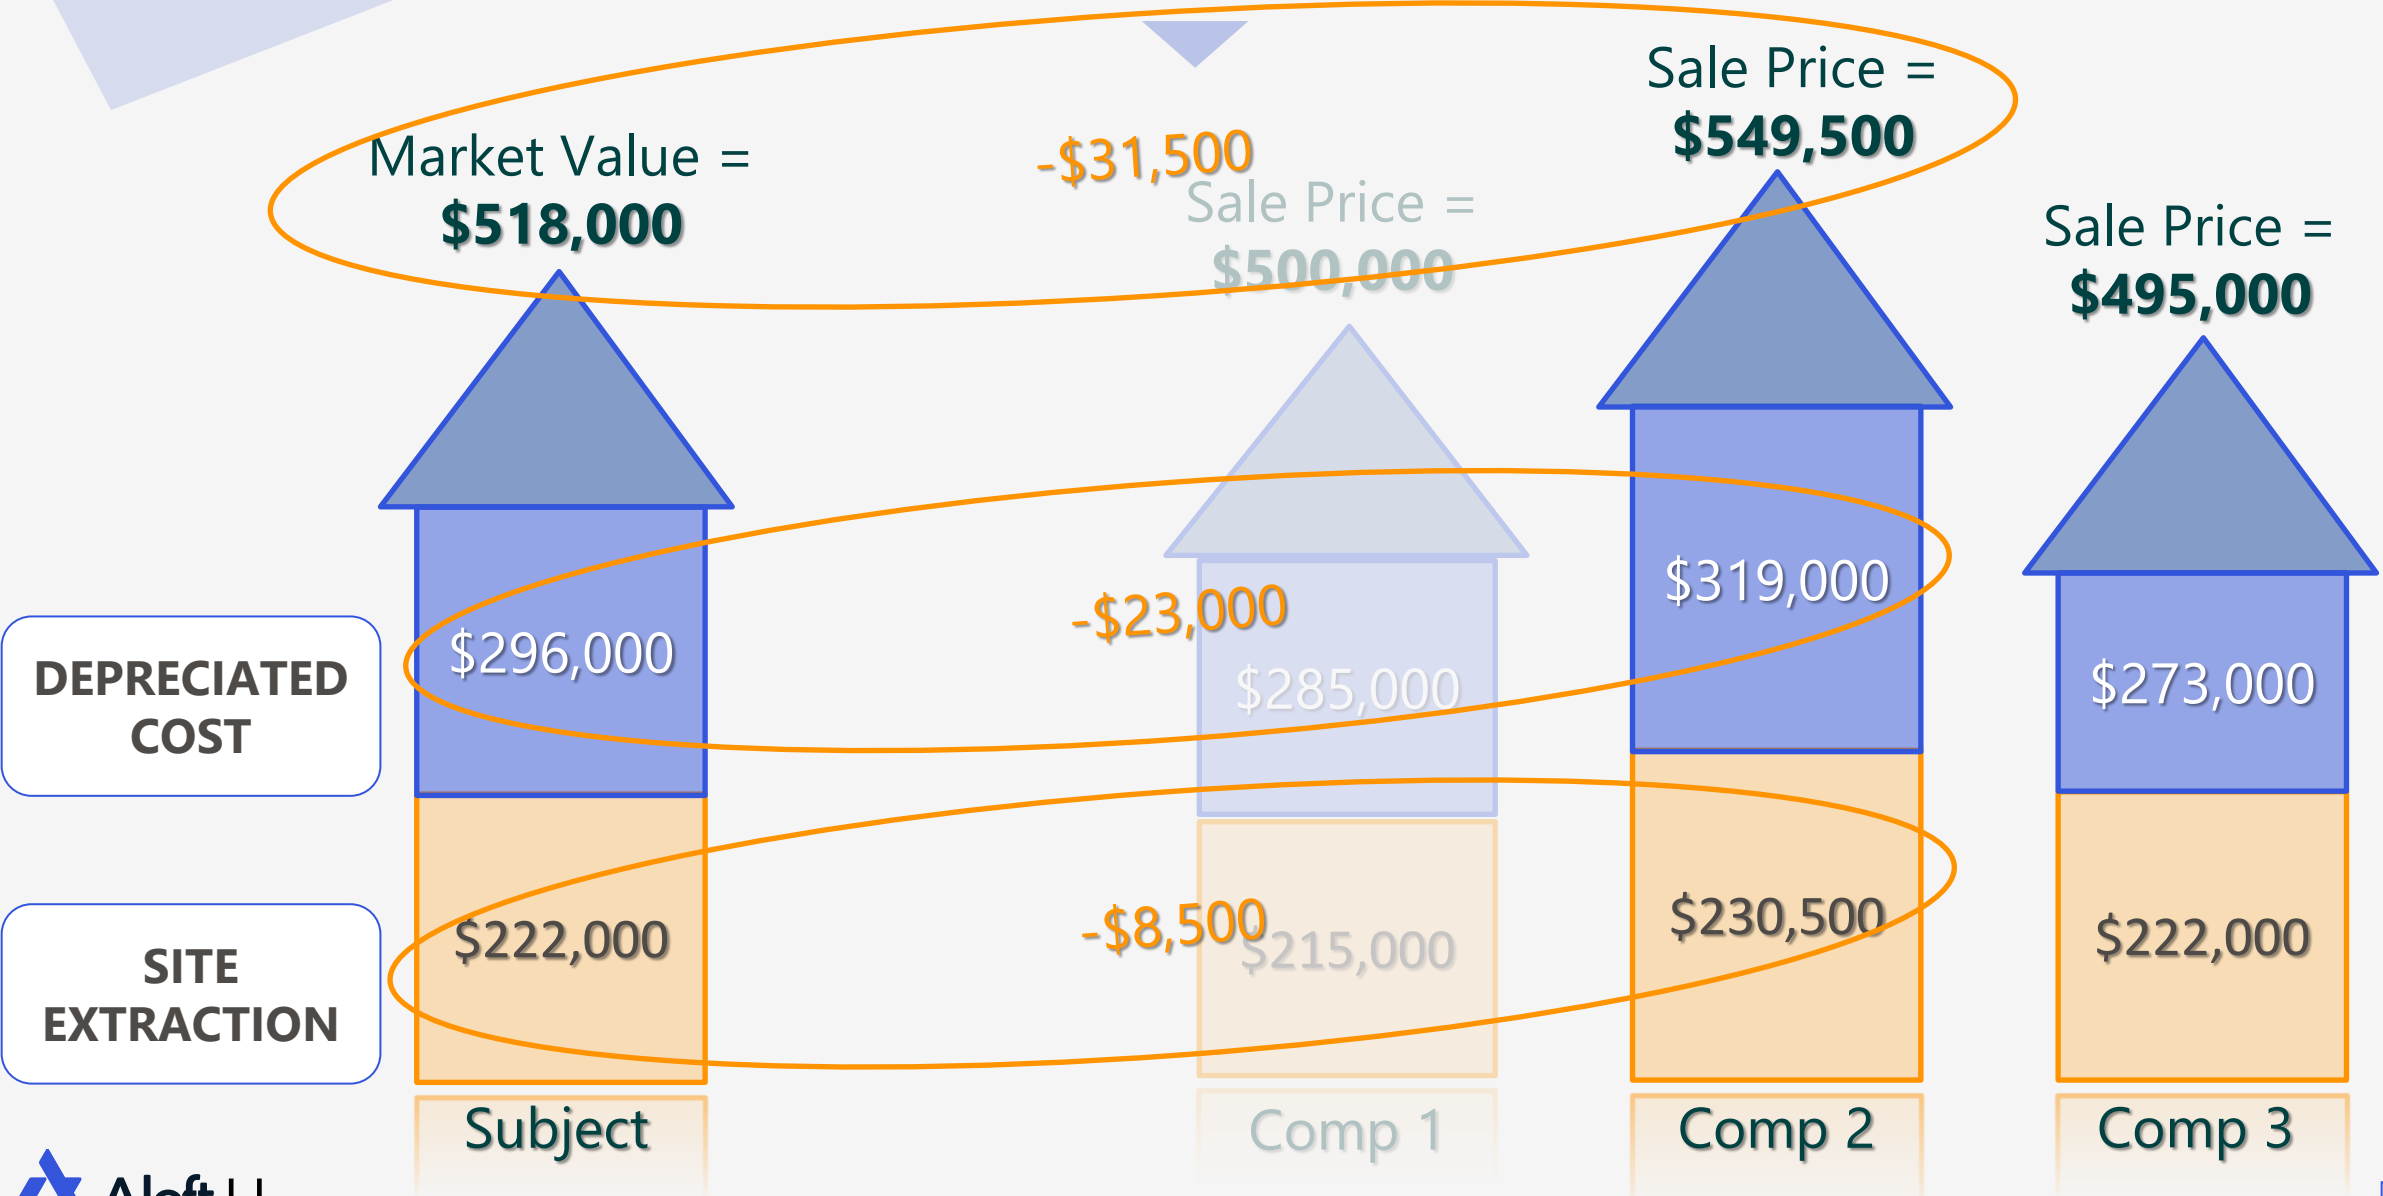 Sale Price =
$549,500
Market Value =
$518,000
-$31,500
Sale Price =
$500,000
Sale Price =
$495,000
DEPRECIATED
COST
$296,000
-$23,000
$285,000
$319,000
$273,000
SITE
EXTRACTION
$222,000
-$8,500
$215,000
$230,500
$222,000
Subject
Comp 1
Comp 2
Comp 3
Aloft